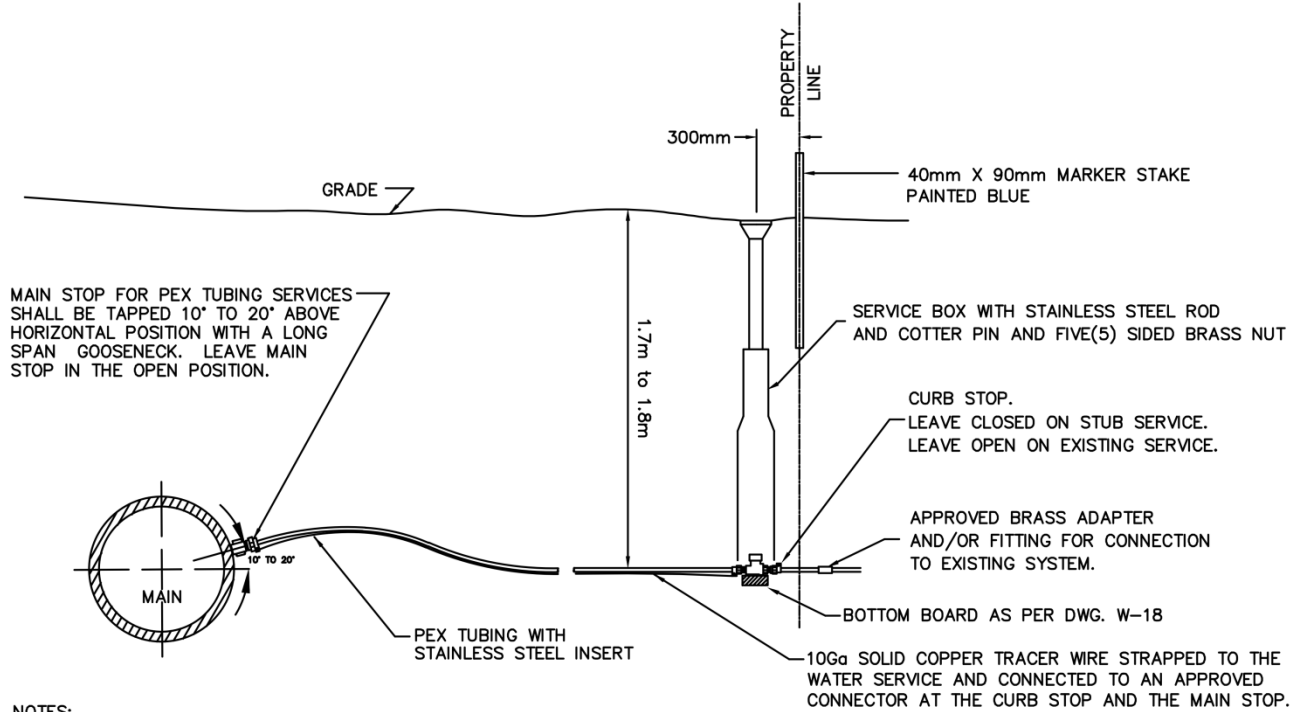 PROPERTY
LINE
300mm
40mm X 90mm MARKER STAKE
PAINTED BLUE
GRADE
MAIN STOP FOR PEX TUBING SERVICES
SHALL BE TAPPED 10° TO 20° ABOVE
HORIZONTAL POSITION WITH A LONG
SPAN GOOSENECK. LEAVE MAIN
STOP IN THE OPEN POSITION.
1.7m to 1.8m
SERVICE BOX WITH STAINLESS STEEL ROD
AND COTTER PIN AND FIVE(5) SIDED BRASS NUT
CURB STOP.
LEAVE CLOSED ON STUB SERVICE.
LEAVE OPEN ON EXISTING SERVICE.
APPROVED BRASS ADAPTER
AND/OR FITTING FOR CONNECTION
TO EXISTING SYSTEM.
10° TO 20°
MAIN
BOTTOM BOARD AS PER DWG. W-18
PEX TUBING WITH
STAINLESS STEEL INSERT
10Ga SOLID COPPER TRACER WIRE STRAPPED TO THE
WATER SERVICE AND CONNECTED TO AN APPROVED
CONNECTOR AT THE CURB STOP AND THE MAIN STOP.
NOTES: